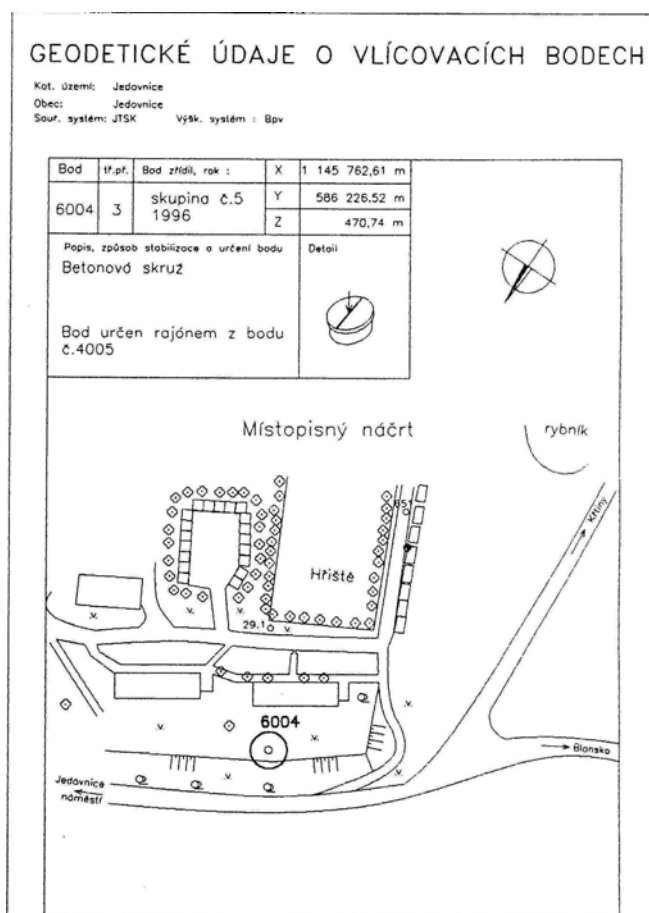 GEODETICKÉ ÚDAJE O VLÍCOVACÍCH BODECH
Kat. území: Jedovnice
Obec: Jedovnice
Souř. systém: JTSK Výšk. systém : Bpv
Bod tř.př. Bod zřídil, rok : X 1 145 762,61 m
6004 3 skupina č.5 Y 586 226.52 m
1996 Z 470,74 m
Popis, způsob stabilizace a určení bodu Detail
Betonová skruž
Bod určen rajónem z bodu
č.4005
Místopisný náčrt
rybník
651
Křtiny
Hřiště
29.1
6004
Blansko
Jedovnice
náměstí